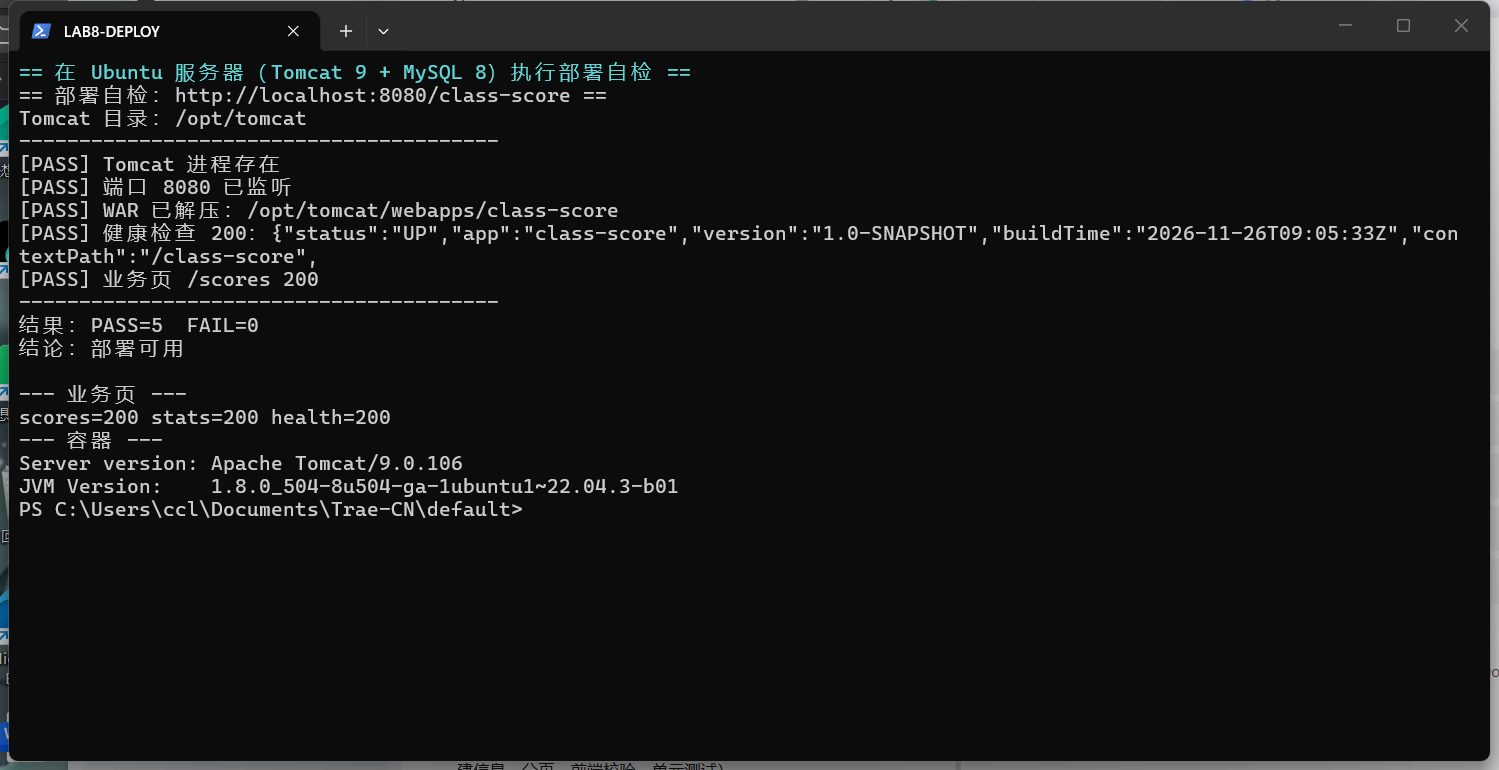 LAB8-DEPLOY
== 在 Ubuntu 服务器（Tomcat 9 + MySQL 8）执行部署自检 ==
== 部署自检: http://localhost:8080/class-score ==
Tomcat 目录: /opt/tomcat
----------------------------------------
[PASS] Tomcat 进程存在
[PASS] 端口 8080 已监听
[PASS] WAR 已解压: /opt/tomcat/webapps/class-score
[PASS] 健康检查 200: {"status":"UP","app":"class-score","version":"1.0-SNAPSHOT","buildTime":"2026-11-26T09:05:33Z","con
textPath":"/class-score",
[PASS] 业务页 /scores 200
----------------------------------------
结果: PASS=5  FAIL=0
结论: 部署可用
--- 业务页 ---
scores=200 stats=200 health=200
--- 容器 ---
Server version: Apache Tomcat/9.0.106
JVM Version:    1.8.0_504-8u504-ga-1ubuntu1~22.04.3-b01
PS C:\Users\ccl\Documents\Trae-CN\default>